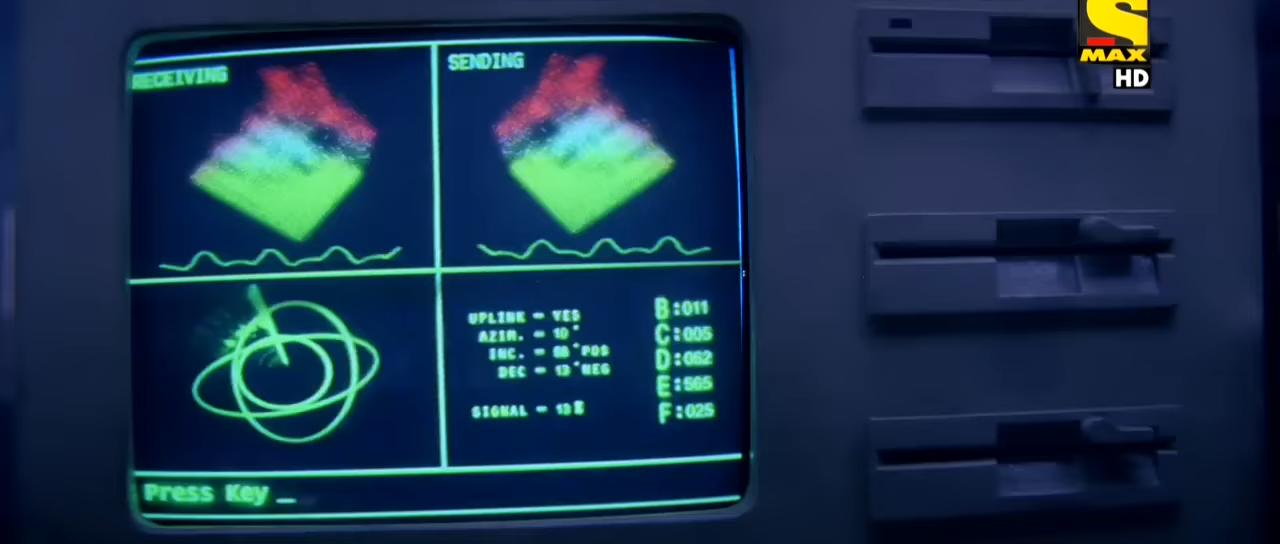 S
MAX
HD
RECEIVING
SENDING
UPLINK = YES
AZIM. = 10°
INC. = 68°POS
DEC = 13°NEG
SIGNAL = 13
B:011
C:005
D:062
E:565
F:025
Press Key _